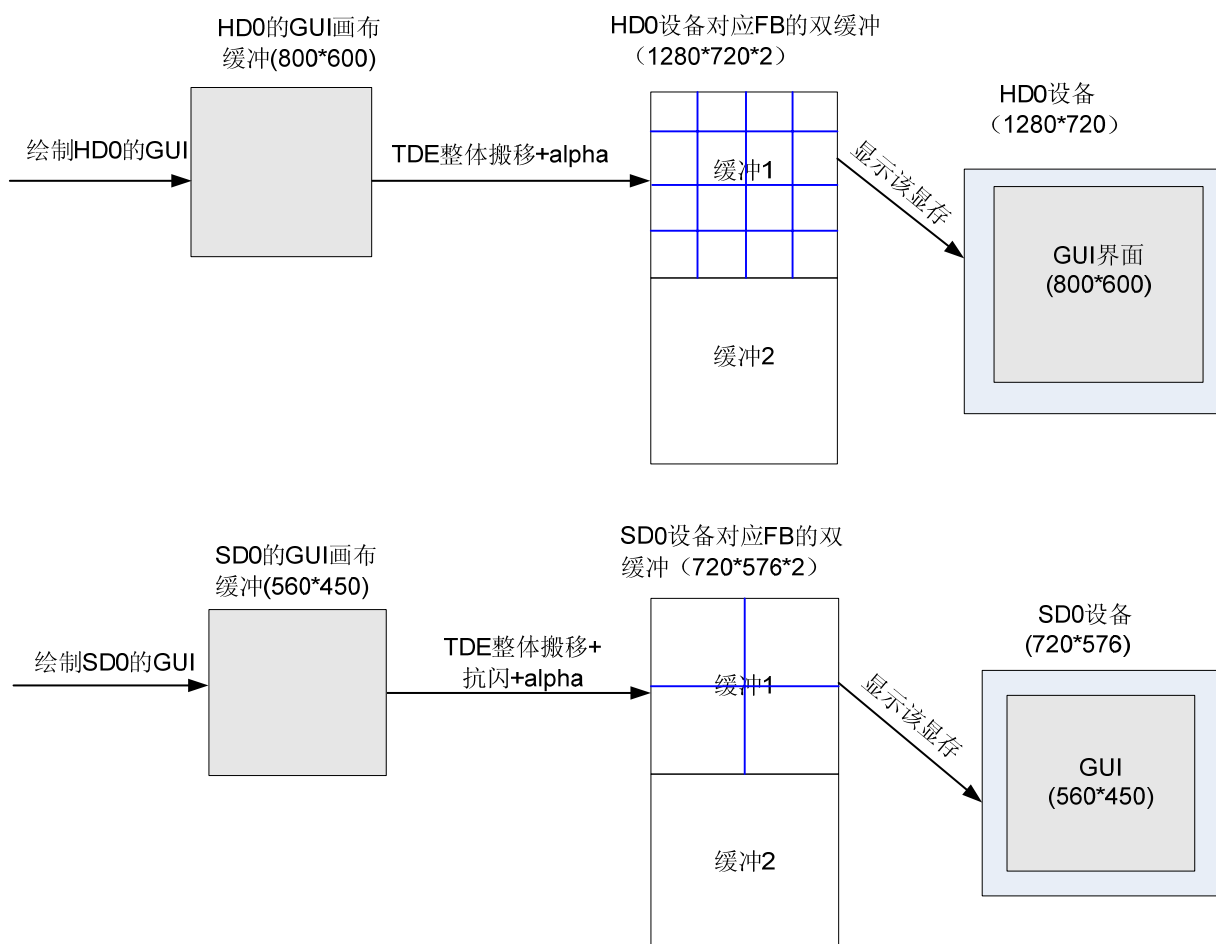 HD0的GUI画布
缓冲(800*600)
HD0设备对应FB的双缓冲
（1280*720*2）
HD0设备
（1280*720）
绘制HD0的GUI
TDE整体搬移+alpha
缓冲1
显示该显存
GUI界面
(800*600)
缓冲2
SD0的GUI画布
缓冲(560*450)
SD0设备对应FB的双
缓冲（720*576*2）
SD0设备
(720*576)
绘制SD0的GUI
TDE整体搬移+
抗闪+alpha
缓冲1
显示该显存
GUI
(560*450)
缓冲2